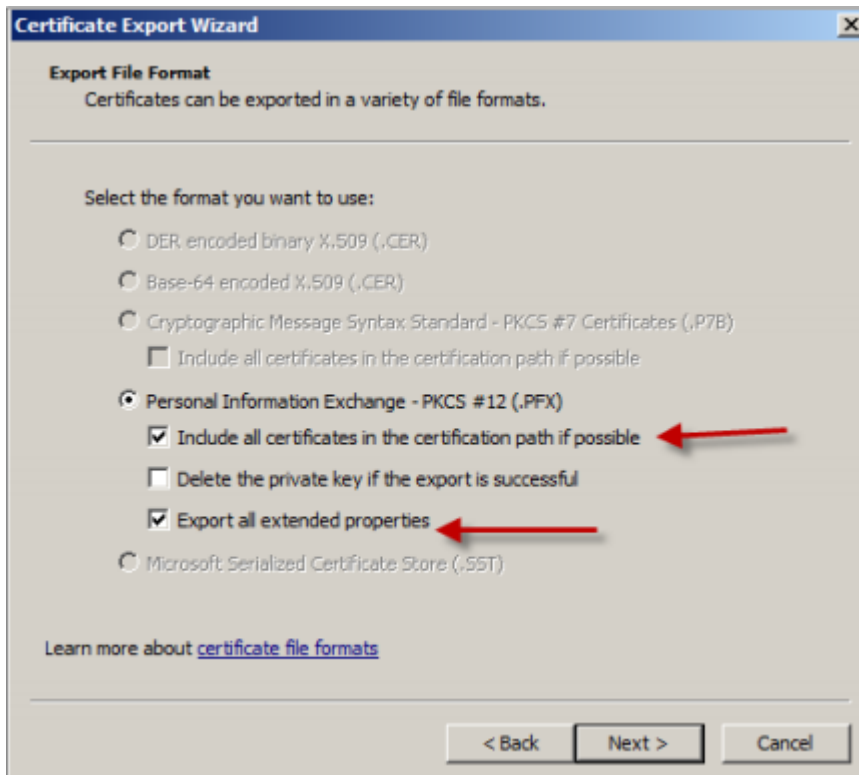 Certificate Export Wizard
Export File Format
Certificates can be exported in a variety of file formats.
Select the format you want to use:
DER encoded binary X.509 (.CER)
Base-64 encoded X.509 (.CER)
Cryptographic Message Syntax Standard - PKCS #7 Certificates (.P7B)
Include all certificates in the certification path if possible
Personal Information Exchange - PKCS #12 (.PFX)
Include all certificates in the certification path if possible
Delete the private key if the export is successful
Export all extended properties
Microsoft Serialized Certificate Store (.SST)
Learn more about certificate file formats
< Back Next > Cancel